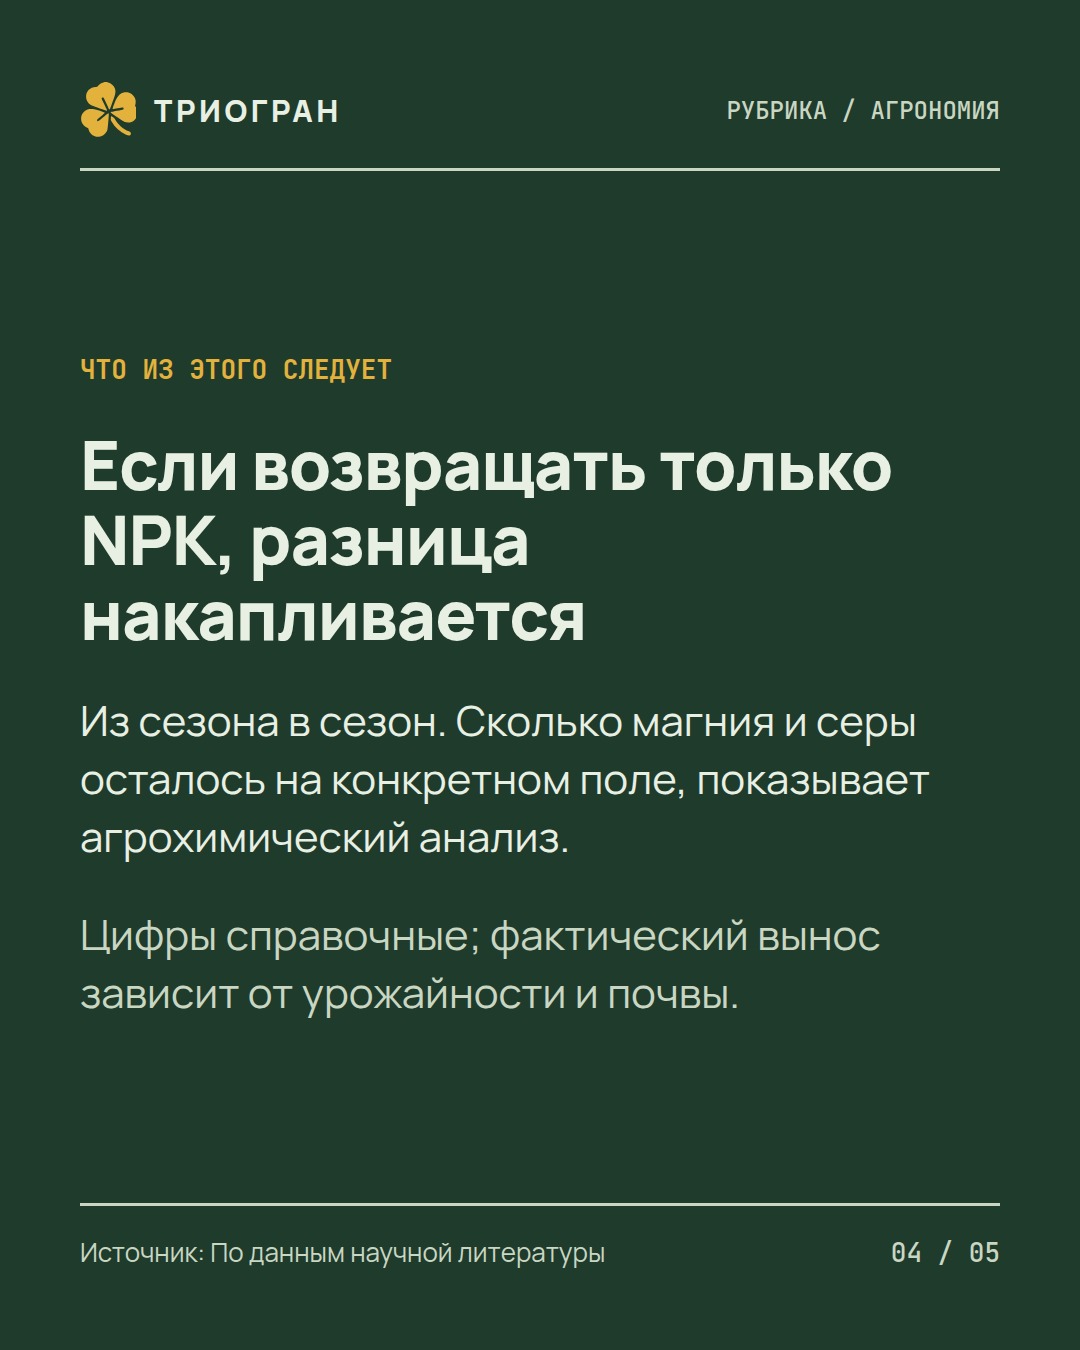 ТРИОГРАН
РУБРИКА / АГРОНОМИЯ
ЧТО ИЗ ЭТОГО СЛЕДУЕТ
Если возвращать только
NPK, разница
накапливается
Из сезона в сезон. Сколько магния и серы
осталось на конкретном поле, показывает
агрохимический анализ.
Цифры справочные; фактический вынос
зависит от урожайности и почвы.
Источник: По данным научной литературы
04 / 05